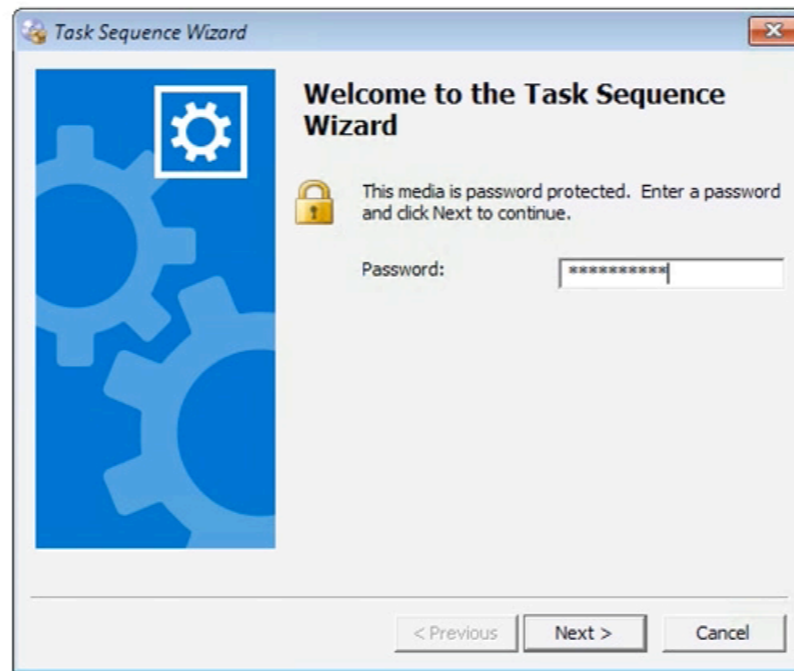 Task Sequence Wizard
Welcome to the Task Sequence
Wizard
This media is password protected. Enter a password
and click Next to continue.
Password: **********
< Previous Next > Cancel